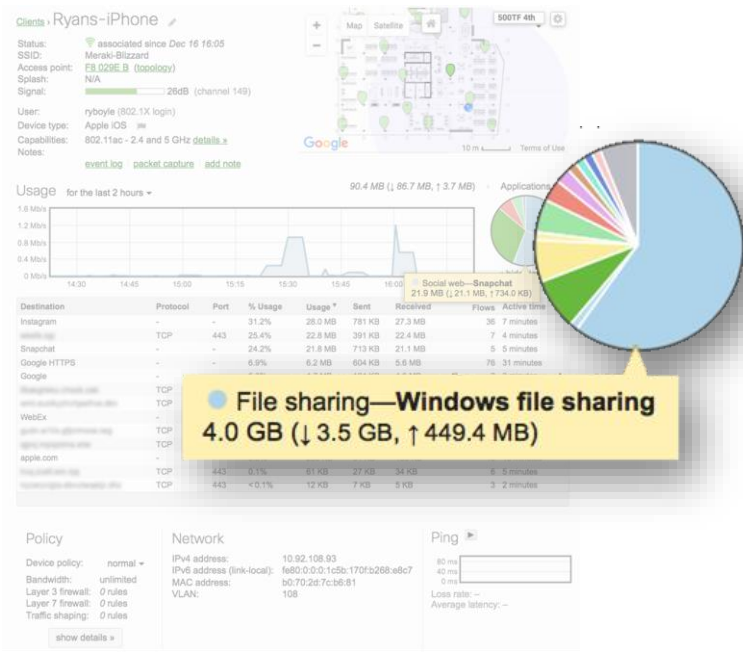 Clients › Ryans-iPhone
Status: associated since Dec 16 16:05
SSID: Meraki-Blizzard
Access point: F8 029E B (topology)
Splash: N/A
Signal: 26dB (channel 149)
User: ryboyle (802.1X login)
Device type: Apple iOS
Capabilities: 802.11ac - 2.4 and 5 GHz details »
Notes:
event log packet capture add note
+
−
Map Satellite
500TF 4th
Google
10 m
Terms of Use
Usage for the last 2 hours
90.4 MB (↓ 86.7 MB, ↑ 3.7 MB)
Applications
1.6 Mb/s
1.2 Mb/s
0.8 Mb/s
0.4 Mb/s
0 Mb/s
14:30 14:45 15:00 15:15 15:30 15:45 16:00
Social web—Snapchat
21.9 MB (↓ 21.1 MB, ↑ 734.0 KB)
Destination Protocol Port % Usage Usage Sent Received Flows Active time
Instagram - - 31.2% 28.0 MB 781 KB 27.3 MB 36 7 minutes
TCP 443 25.4% 22.8 MB 391 KB 22.4 MB 7 4 minutes
Snapchat - - 24.2% 21.8 MB 713 KB 21.1 MB 5 5 minutes
Google HTTPS - - 6.9% 6.2 MB 604 KB 5.6 MB 76 31 minutes
Google
TCP
TCP
WebEx
TCP
TCP
apple.com
TCP 443 0.1% 61 KB 27 KB 34 KB 6 5 minutes
TCP 443 <0.1% 12 KB 7 KB 5 KB 3 2 minutes
File sharing—Windows file sharing
4.0 GB (↓ 3.5 GB, ↑ 449.4 MB)
Policy
Device policy: normal
Bandwidth: unlimited
Layer 3 firewall: 0 rules
Layer 7 firewall: 0 rules
Traffic shaping: 0 rules
show details »
Network
IPv4 address: 10.92.108.93
IPv6 address (link-local): fe80:0:0:0:1c5b:170f:b268:e8c7
MAC address: b0:70:2d:7c:b6:81
VLAN: 108
Ping
80 ms
40 ms
0 ms
Loss rate: –
Average latency: –